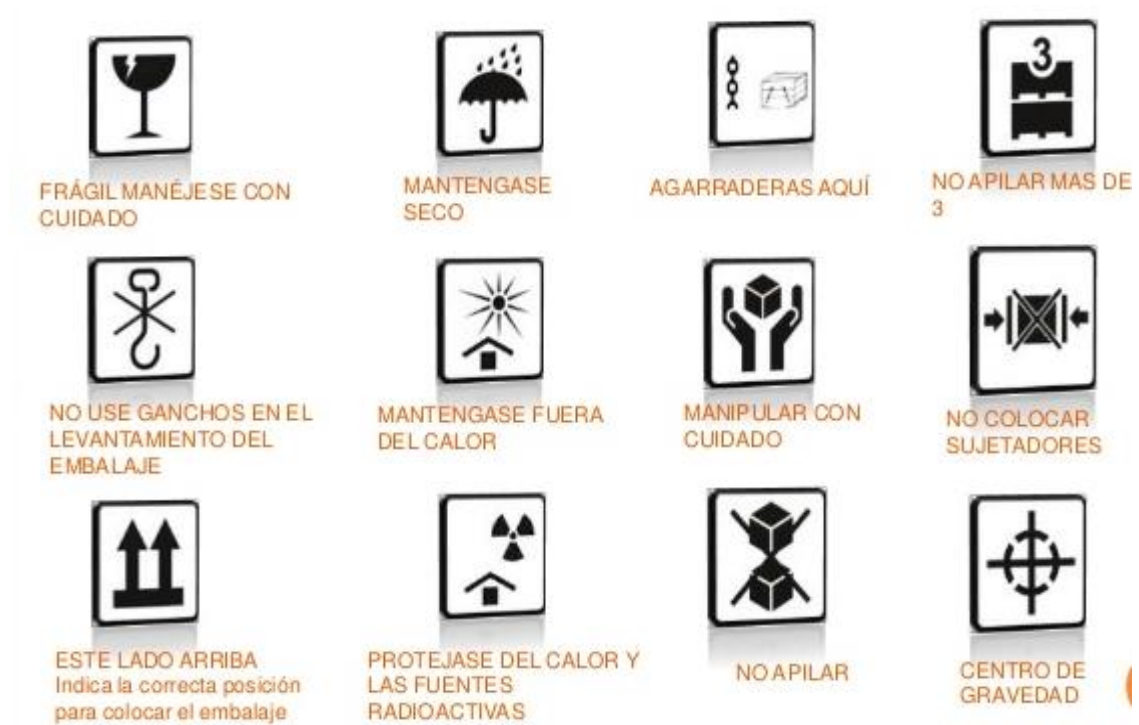 FRÁGIL MANÉJESE CON
CUIDADO
MANTENGASE
SECO
AGARRADERAS AQUÍ
3
NO APILAR MAS DE
3
NO USE GANCHOS EN EL
LEVANTAMIENTO DEL
EMBALAJE
MANTENGASE FUERA
DEL CALOR
MANIPULAR CON
CUIDADO
NO COLOCAR
SUJETADORES
ESTE LADO ARRIBA
Indica la correcta posición
para colocar el embalaje
PROTEJASE DEL CALOR Y
LAS FUENTES
RADIOACTIVAS
NO APILAR
CENTRO DE
GRAVEDAD